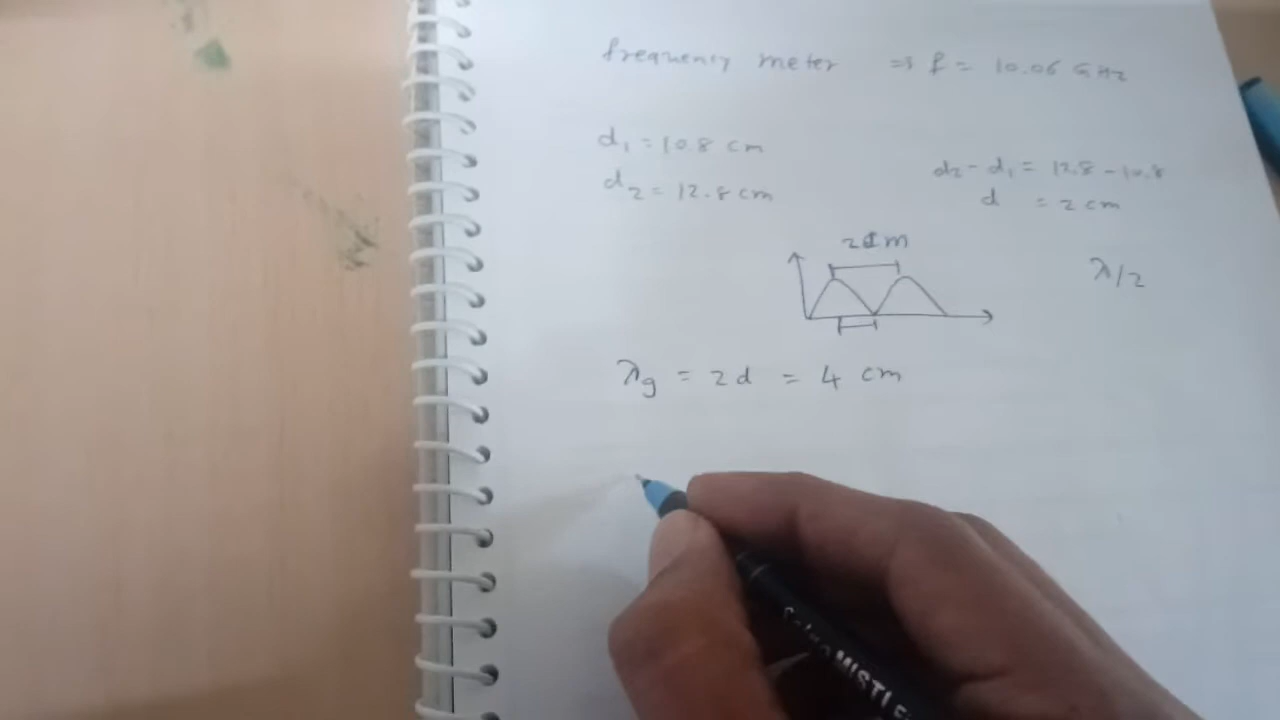 frequency meter ⇒ f = 10.06 GHz
d₁ = 10.8 cm
d₂ = 12.8 cm
d₂ - d₁ = 12.8 - 10.8
d = 2 cm
2cm
λ/2
λg = 2d = 4 cm